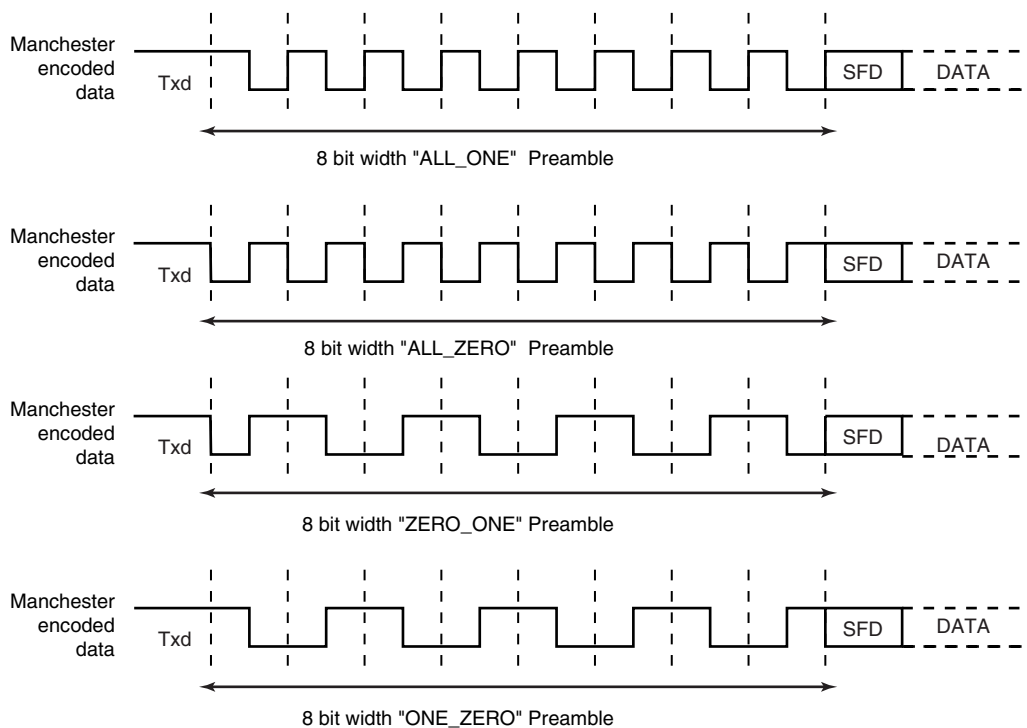 Manchester
encoded
data
Txd
SFD
DATA
8 bit width "ALL_ONE" Preamble
Manchester
encoded
data
Txd
SFD
DATA
8 bit width "ALL_ZERO" Preamble
Manchester
encoded
data
Txd
SFD
DATA
8 bit width "ZERO_ONE" Preamble
Manchester
encoded
data
Txd
SFD
DATA
8 bit width "ONE_ZERO" Preamble